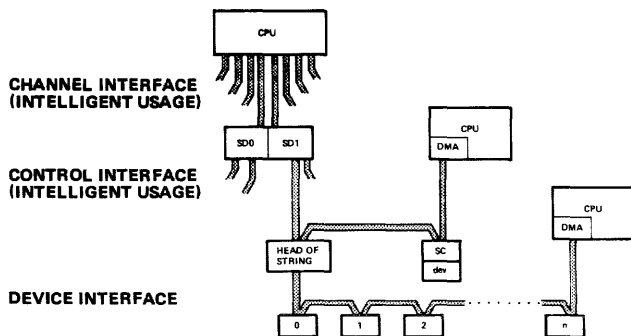 CPU
CHANNEL INTERFACE
(INTELLIGENT USAGE)
SD0 SD1
CPU
DMA
CONTROL INTERFACE
(INTELLIGENT USAGE)
CPU
DMA
HEAD OF
STRING
SC
dev
DEVICE INTERFACE
0 1 2 n